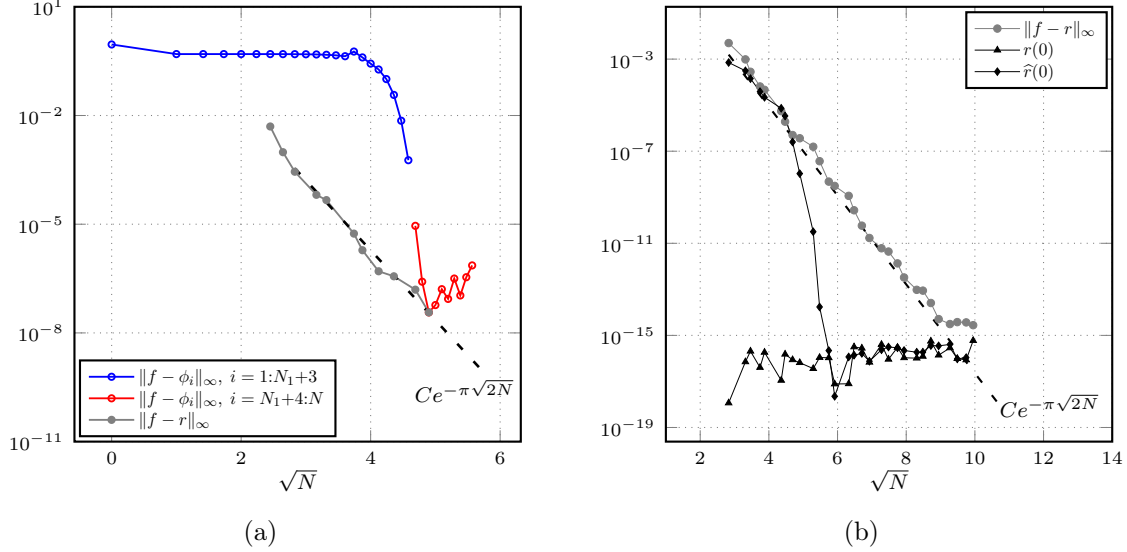 10^1
10^{-2}
10^{-5}
10^{-8}
10^{-11}
0 2 4 6
√N
‖f − ϕ_i‖_∞, i = 1:N_1+3
‖f − ϕ_i‖_∞, i = N_1+4:N
‖f − r‖_∞
Ce^{−π√2N}
(a)
10^{-3}
10^{-7}
10^{-11}
10^{-15}
10^{-19}
2 4 6 8 10 12 14
√N
‖f − r‖_∞
r(0)
r̂(0)
Ce^{−π√2N}
(b)